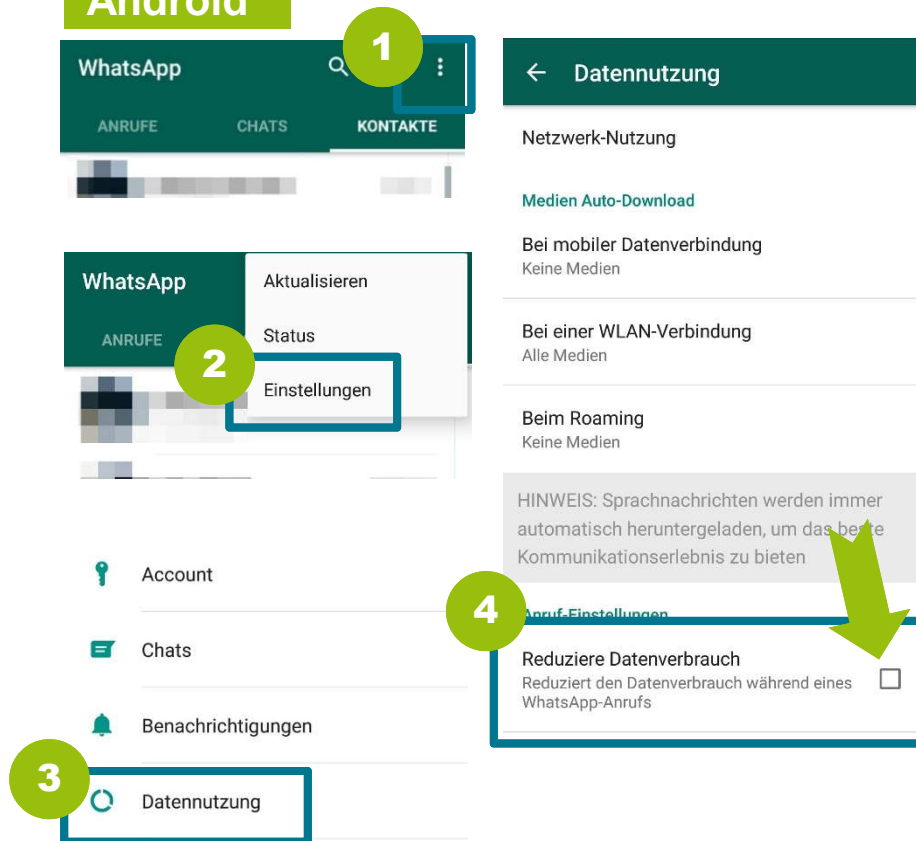 Android
1
WhatsApp
ANRUFE CHATS KONTAKTE
WhatsApp
ANRUFE
2
Aktualisieren
Status
Einstellungen
Account
Chats
Benachrichtigungen
3
Datennutzung
Datennutzung
Netzwerk-Nutzung
Medien Auto-Download
Bei mobiler Datenverbindung
Keine Medien
Bei einer WLAN-Verbindung
Alle Medien
Beim Roaming
Keine Medien
HINWEIS: Sprachnachrichten werden immer
automatisch heruntergeladen, um das beste
Kommunikationserlebnis zu bieten
4
Anruf-Einstellungen
Reduziere Datenverbrauch
Reduziert den Datenverbrauch während eines
WhatsApp-Anrufs